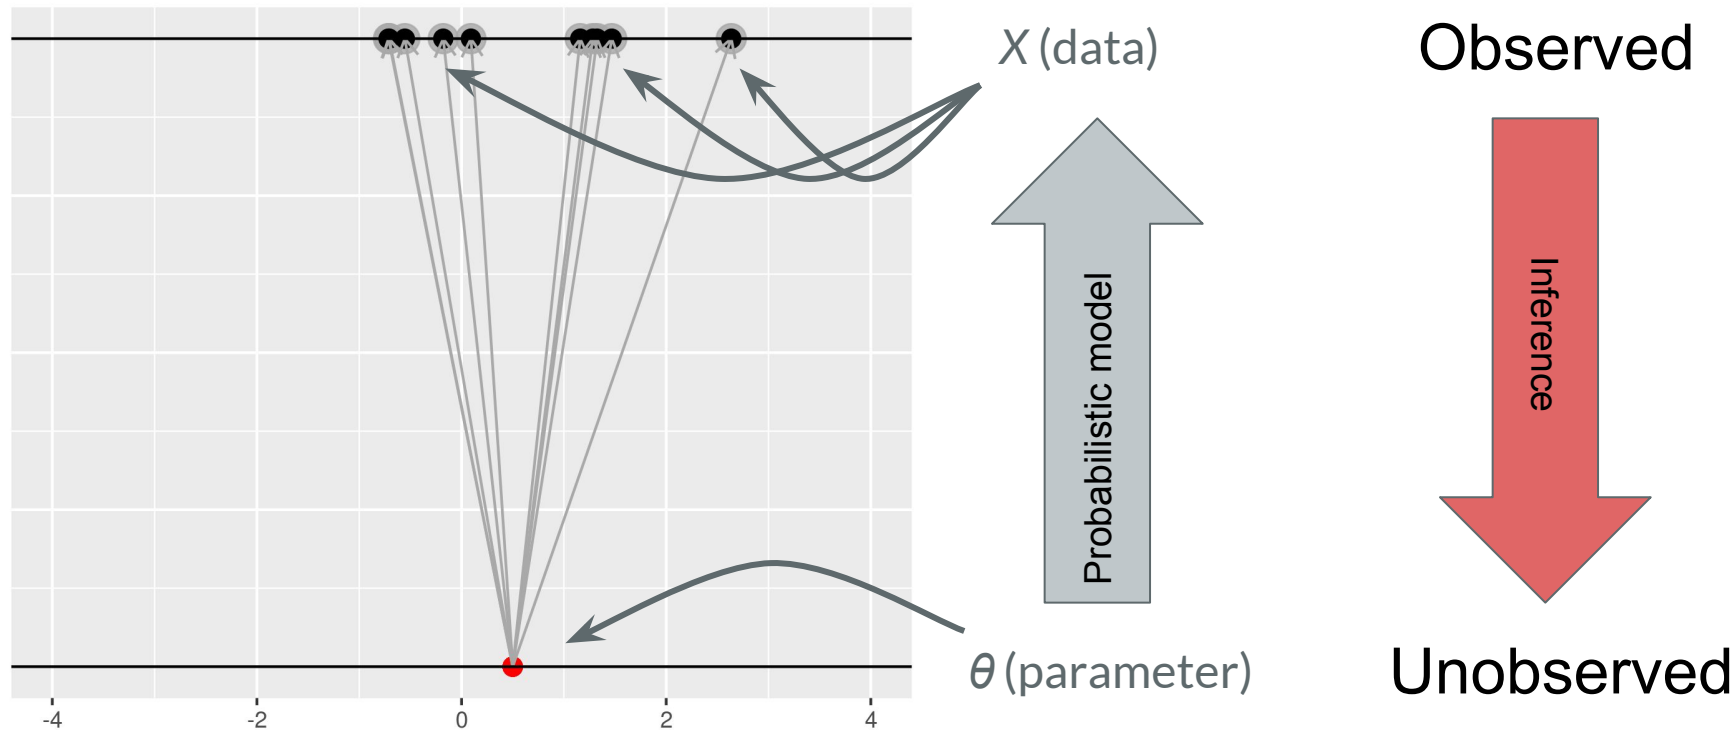 X (data)
Observed
Probabilistic model
Inference
θ (parameter)
Unobserved
-4 -2 0 2 4